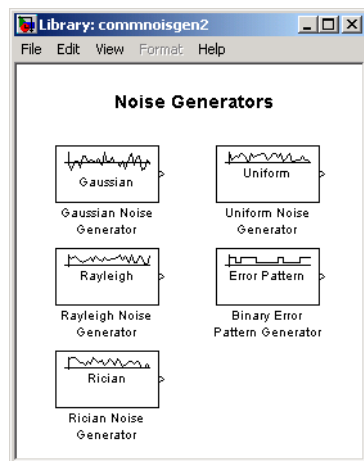 Library: commnoisgen2
File Edit View Format Help
Noise Generators
Gaussian
Gaussian Noise
Generator
Uniform
Uniform Noise
Generator
Rayleigh
Rayleigh Noise
Generator
Error Pattern
Binary Error
Pattern Generator
Rician
Rician Noise
Generator